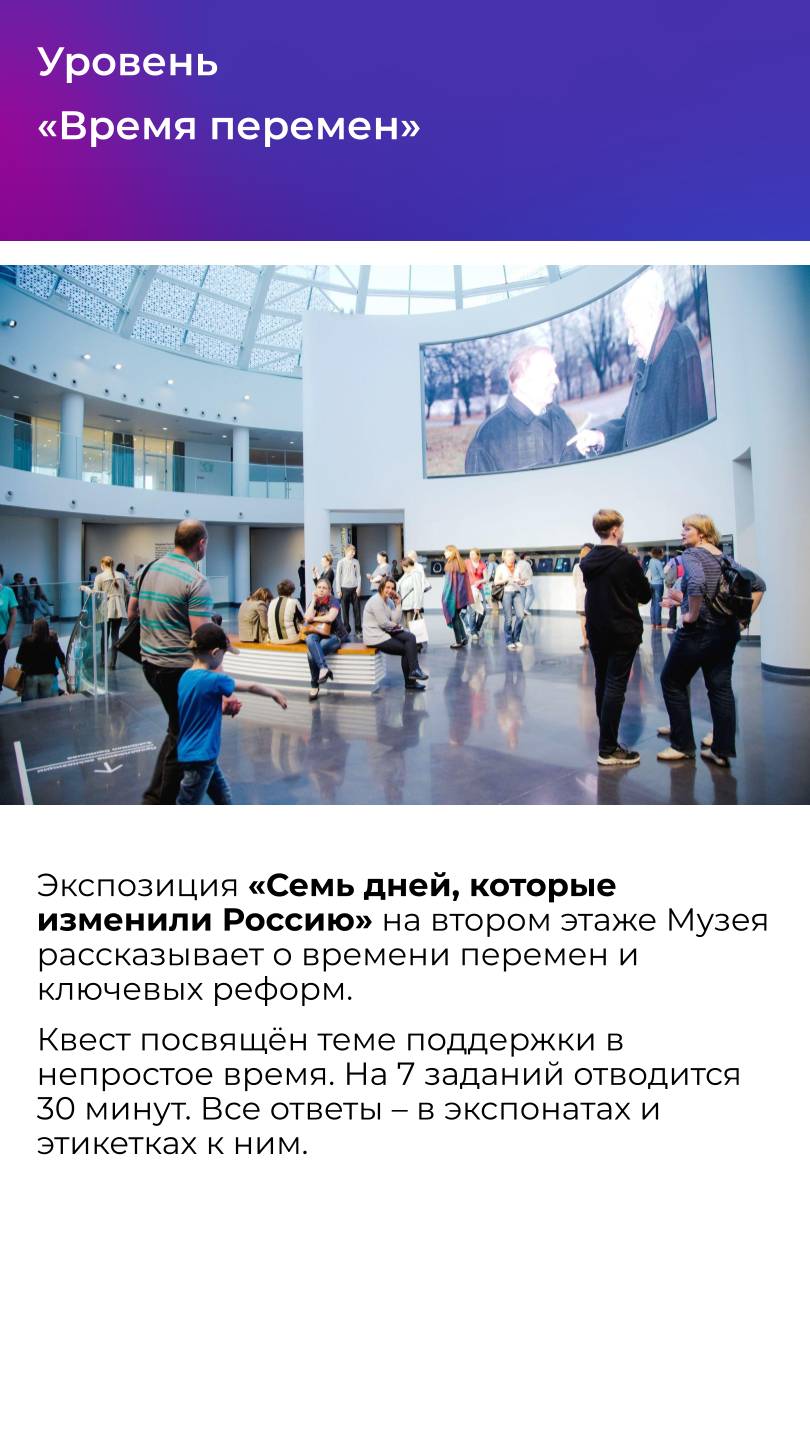 Уровень
«Время перемен»
Экспозиция «Семь дней, которые
изменили Россию» на втором этаже Музея
рассказывает о времени перемен и
ключевых реформ.
Квест посвящён теме поддержки в
непростое время. На 7 заданий отводится
30 минут. Все ответы – в экспонатах и
этикетках к ним.